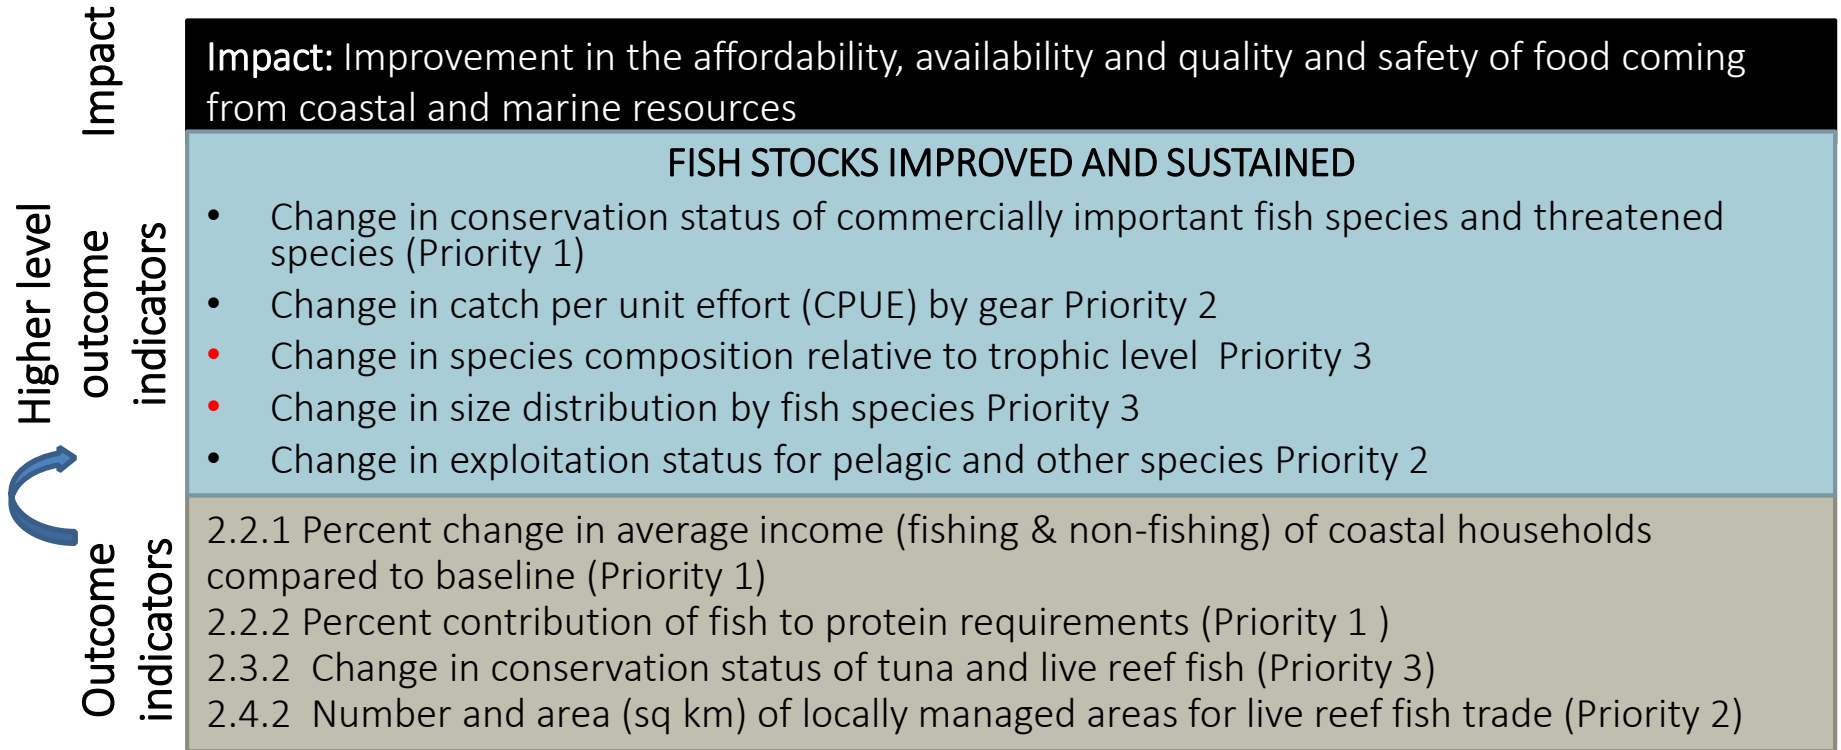 Impact
Impact: Improvement in the affordability, availability and quality and safety of food coming
from coastal and marine resources
Higher level
outcome
indicators
FISH STOCKS IMPROVED AND SUSTAINED
• Change in conservation status of commercially important fish species and threatened
species (Priority 1)
• Change in catch per unit effort (CPUE) by gear Priority 2
• Change in species composition relative to trophic level  Priority 3
• Change in size distribution by fish species Priority 3
• Change in exploitation status for pelagic and other species Priority 2
Outcome
indicators
2.2.1 Percent change in average income (fishing & non-fishing) of coastal households
compared to baseline (Priority 1)
2.2.2 Percent contribution of fish to protein requirements (Priority 1 )
2.3.2  Change in conservation status of tuna and live reef fish (Priority 3)
2.4.2  Number and area (sq km) of locally managed areas for live reef fish trade (Priority 2)